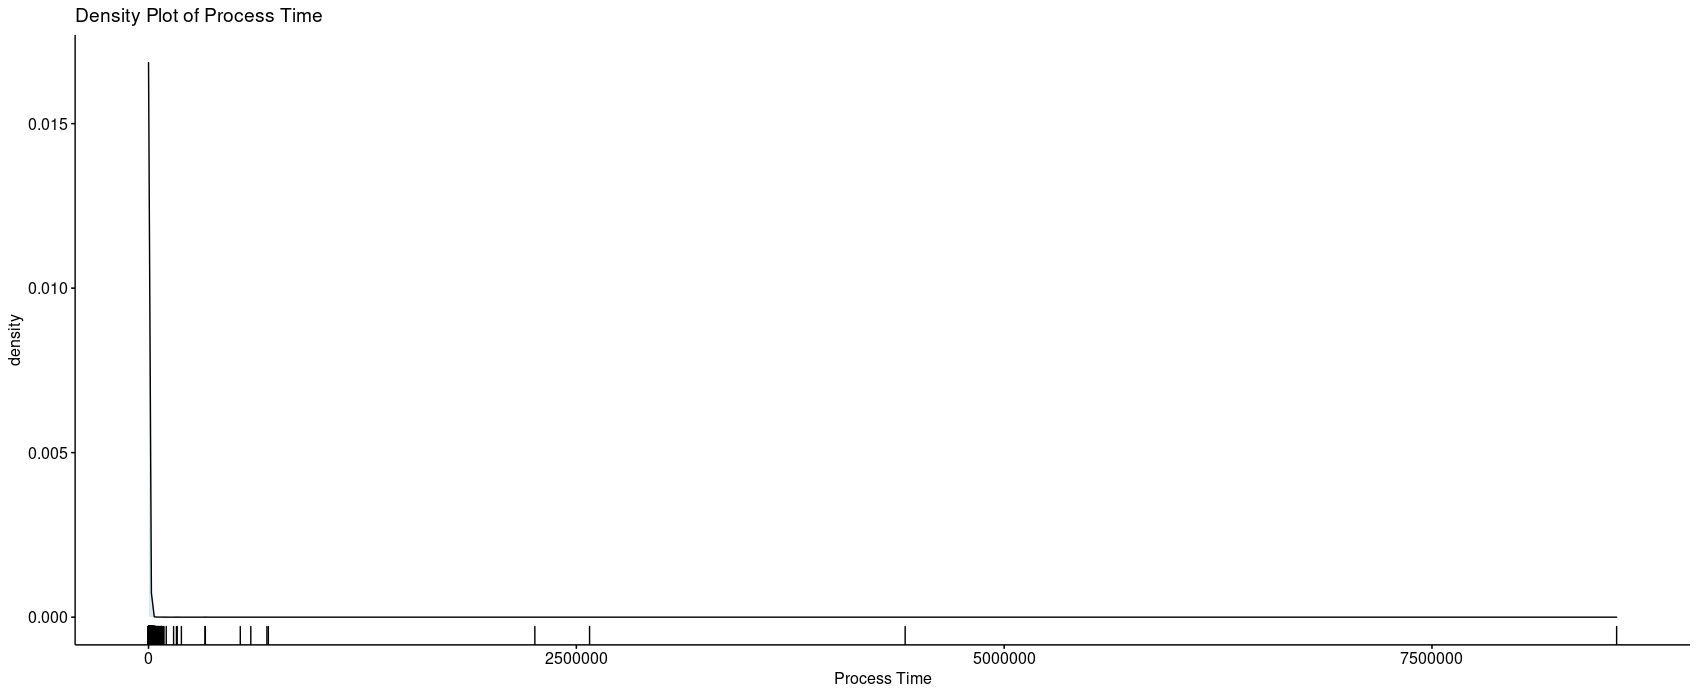 Density Plot of Process Time
0.015
0.010
density
0.005
0.000
0 2500000 5000000 7500000
Process Time